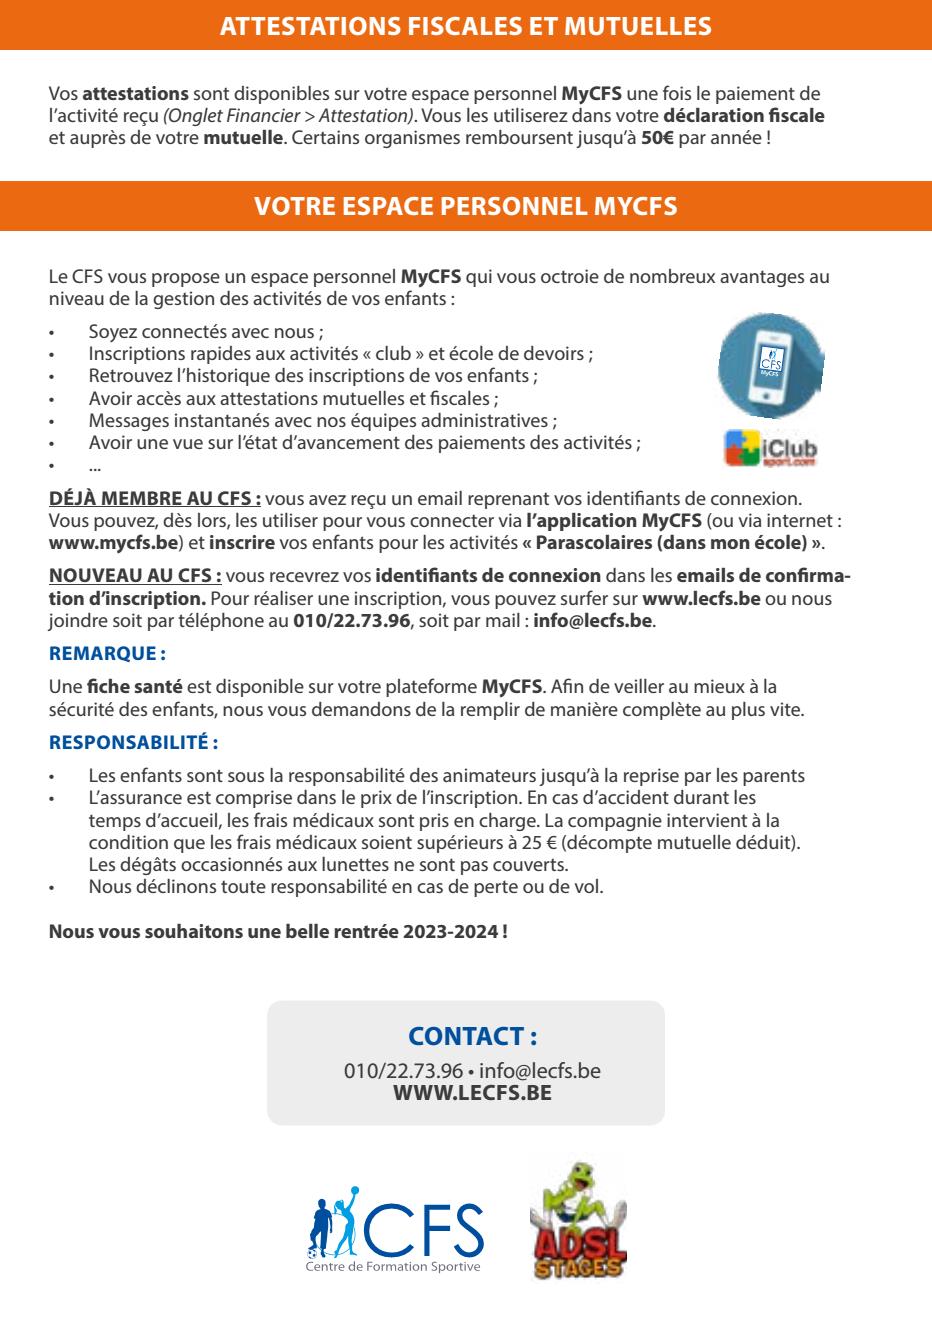 ATTESTATIONS FISCALES ET MUTUELLES
Vos attestations sont disponibles sur votre espace personnel MyCFS une fois le paiement de
l’activité reçu (Onglet Financier > Attestation). Vous les utiliserez dans votre déclaration fiscale
et auprès de votre mutuelle. Certains organismes remboursent jusqu’à 50€ par année !
VOTRE ESPACE PERSONNEL MYCFS
Le CFS vous propose un espace personnel MyCFS qui vous octroie de nombreux avantages au
niveau de la gestion des activités de vos enfants :
• Soyez connectés avec nous ;
• Inscriptions rapides aux activités « club » et école de devoirs ;
• Retrouvez l’historique des inscriptions de vos enfants ;
• Avoir accès aux attestations mutuelles et fiscales ;
• Messages instantanés avec nos équipes administratives ;
• Avoir une vue sur l’état d’avancement des paiements des activités ;
• ...
CFS
MyCFS
iClub
sport.com
DÉJÀ MEMBRE AU CFS : vous avez reçu un email reprenant vos identifiants de connexion.
Vous pouvez, dès lors, les utiliser pour vous connecter via l’application MyCFS (ou via internet :
www.mycfs.be) et inscrire vos enfants pour les activités « Parascolaires (dans mon école) ».
NOUVEAU AU CFS : vous recevrez vos identifiants de connexion dans les emails de confirma-
tion d’inscription. Pour réaliser une inscription, vous pouvez surfer sur www.lecfs.be ou nous
joindre soit par téléphone au 010/22.73.96, soit par mail : info@lecfs.be.
REMARQUE :
Une fiche santé est disponible sur votre plateforme MyCFS. Afin de veiller au mieux à la
sécurité des enfants, nous vous demandons de la remplir de manière complète au plus vite.
RESPONSABILITÉ :
• Les enfants sont sous la responsabilité des animateurs jusqu’à la reprise par les parents
• L’assurance est comprise dans le prix de l’inscription. En cas d’accident durant les
temps d’accueil, les frais médicaux sont pris en charge. La compagnie intervient à la
condition que les frais médicaux soient supérieurs à 25 € (décompte mutuelle déduit).
Les dégâts occasionnés aux lunettes ne sont pas couverts.
• Nous déclinons toute responsabilité en cas de perte ou de vol.
Nous vous souhaitons une belle rentrée 2023-2024 !
CONTACT :
010/22.73.96 • info@lecfs.be
WWW.LECFS.BE
CFS
Centre de Formation Sportive
ADSL
STAGES